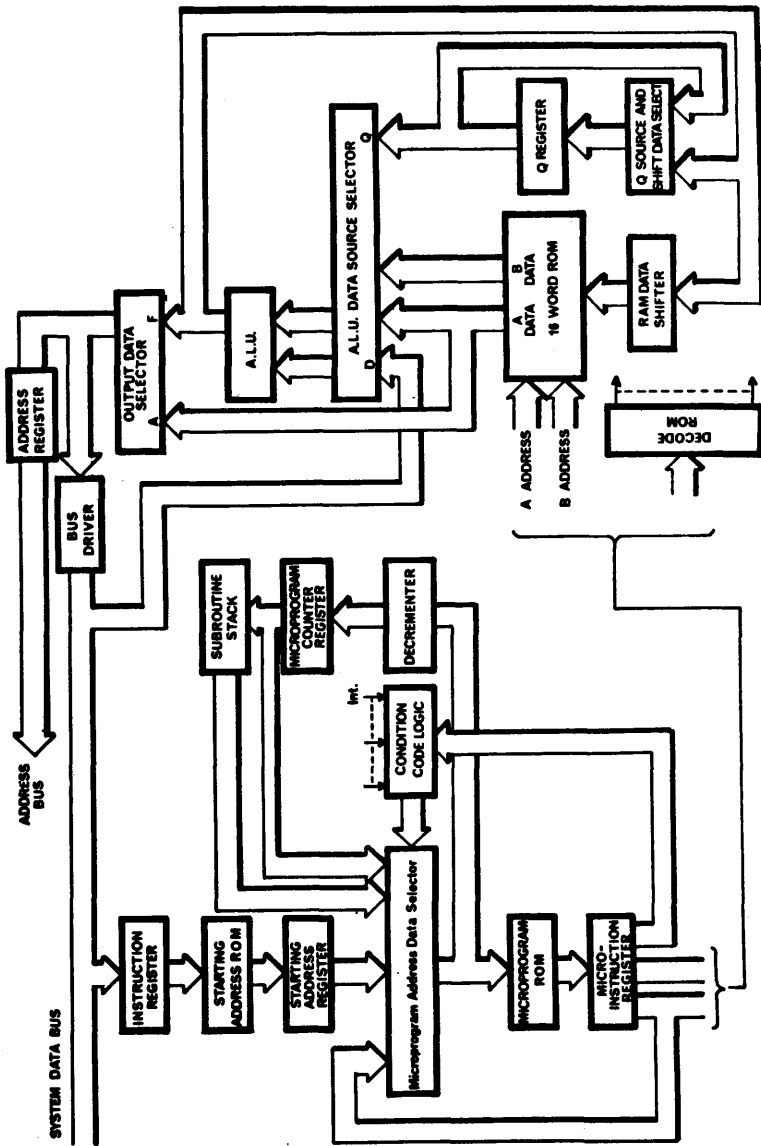 SYSTEM DATA BUS
ADDRESS
BUS
INSTRUCTION
REGISTER
STARTING
ADDRESS ROM
STARTING
ADDRESS
REGISTER
Microprogram Address Data Selector
MICROPROGRAM
ROM
MICRO-
INSTRUCTION
REGISTER
SUBROUTINE
STACK
MICROPROGRAM
COUNTER
REGISTER
DECREMENTER
Int.
CONDITION
CODE LOGIC
ADDRESS
REGISTER
BUS
DRIVER
OUTPUT DATA
SELECTOR
A
F
A.L.U.
A.L.U. DATA SOURCE SELECTOR
D
Q
A B
DATA DATA
16 WORD ROM
A ADDRESS
B ADDRESS
RAM DATA
SHIFTER
DECODE
ROM
Q REGISTER
Q SOURCE AND
SHIFT DATA SELECT